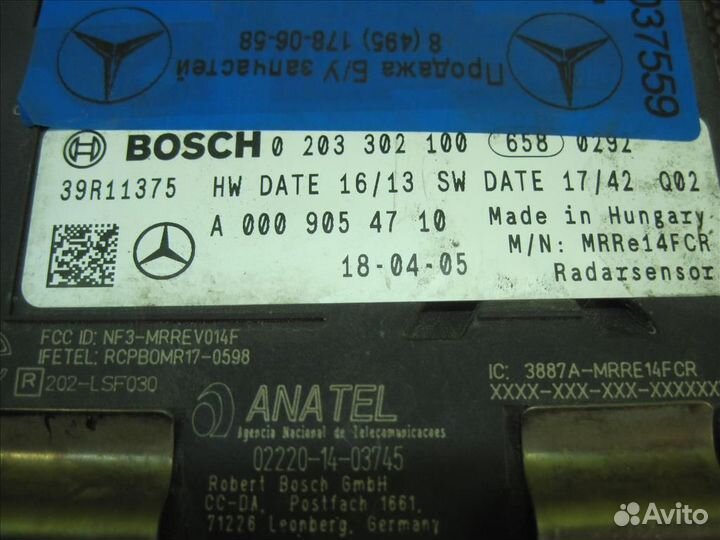 037559
Продажа Б/У запчастей
8 (495) 178-06-58
BOSCH 0 203 302 100 658 0292
39R11375 HW DATE 16/13 SW DATE 17/42 Q02
A 000 905 47 10 Made in Hungary
M/N: MRRe14FCR
18-04-05 Radarsensor
FCC ID: NF3-MRREVO14F
IFETEL: RCPBOMR17-0598
R 202-LSF030
IC: 3887A-MRRE14FCR
XXXX-XXX-XXX-XXXXXX
ANATEL
Agencia Nacional de Telecomunicacaes
02220-14-03745
Robert Bosch GmbH
CC-DA, Postfach 1661,
71226 Leonberg, Germany
Avito